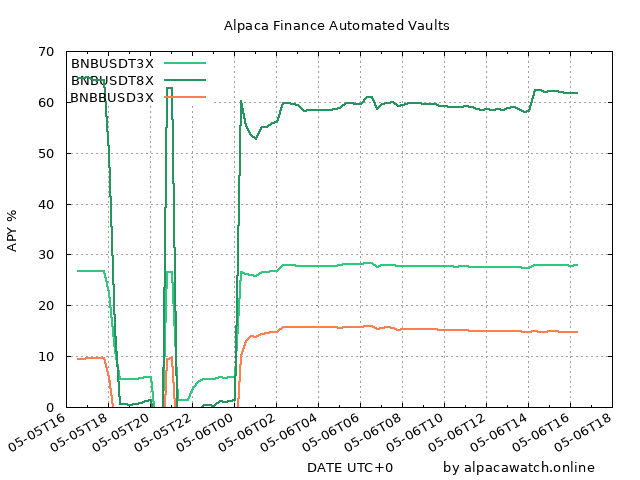 Alpaca Finance Automated Vaults
BNBUSDT3X
BNBUSDT8X
BNBBUSD3X
APY %
70
60
50
40
30
20
10
0
05-05T16
05-05T18
05-05T20
05-05T22
05-06T00
05-06T02
05-06T04
05-06T06
05-06T08
05-06T10
05-06T12
05-06T14
05-06T16
05-06T18
DATE UTC+0
by alpacawatch.online